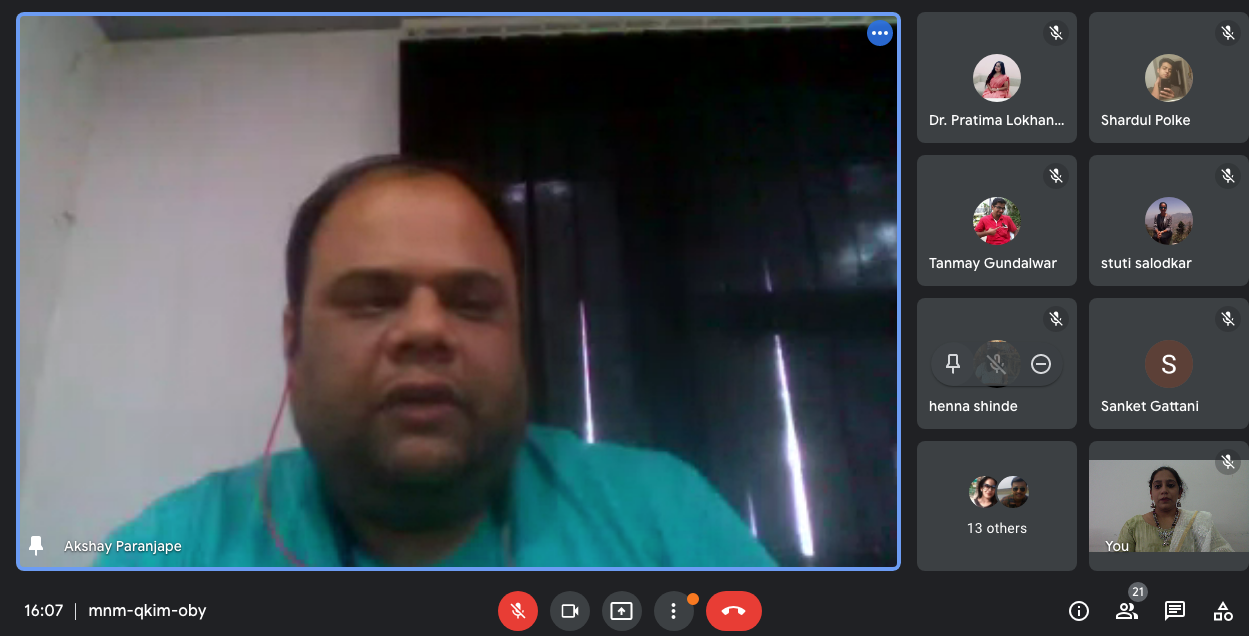 Dr. Pratima Lokhan...
Shardul Polke
Tanmay Gundalwar
stuti salodkar
henna shinde
S
Sanket Gattani
13 others
You
Akshay Paranjape
16:07 | mnm-qkim-oby
21